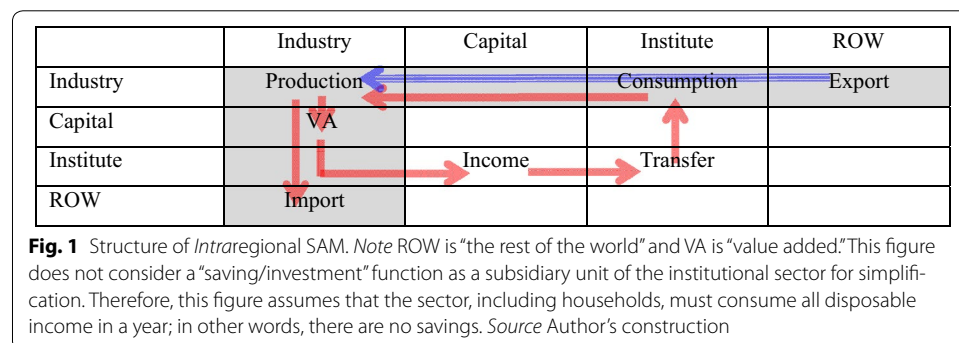 Industry Capital Institute ROW
Industry Production Consumption Export
Capital VA
Institute Income Transfer
ROW Import
Fig. 1 Structure of Intraregional SAM. Note ROW is “the rest of the world” and VA is “value added.” This figure
does not consider a “saving/investment” function as a subsidiary unit of the institutional sector for simplifi-
cation. Therefore, this figure assumes that the sector, including households, must consume all disposable
income in a year; in other words, there are no savings. Source Author’s construction